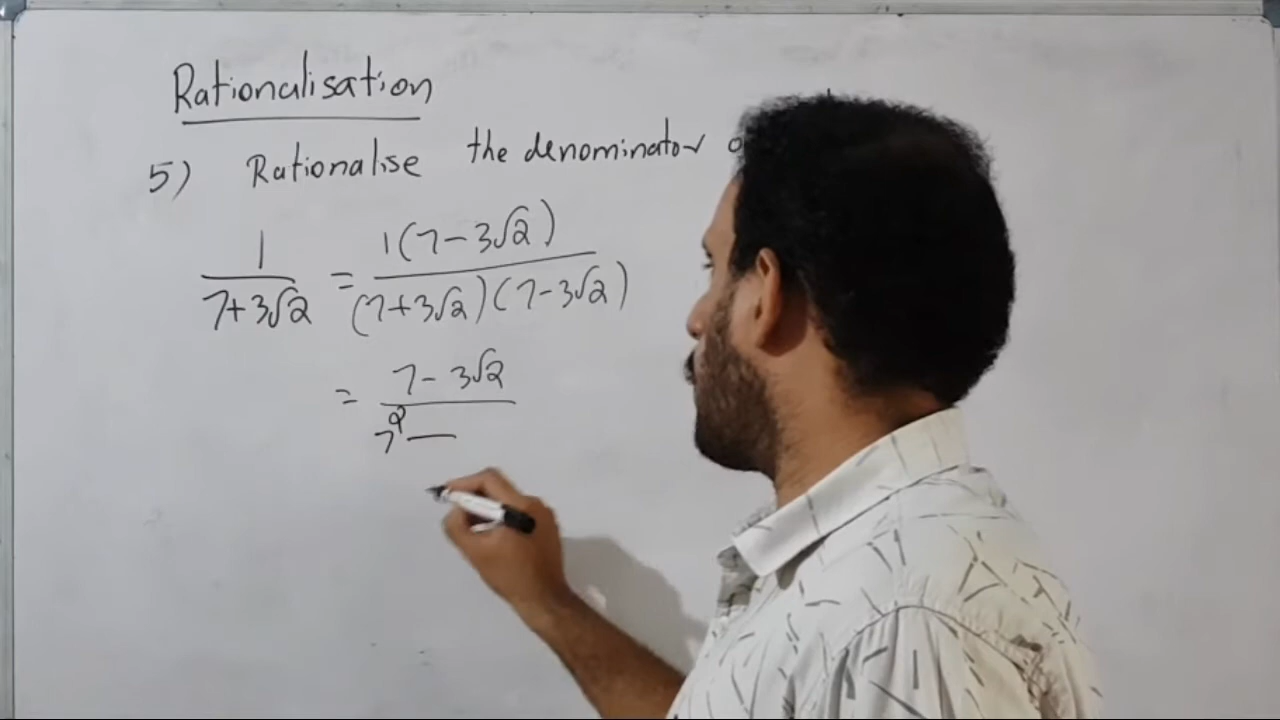 Rationalisation
5) Rationalise the denominator
1/(7+3√2) = 1(7-3√2)/((7+3√2)(7-3√2))
= (7-3√2)/(7² -